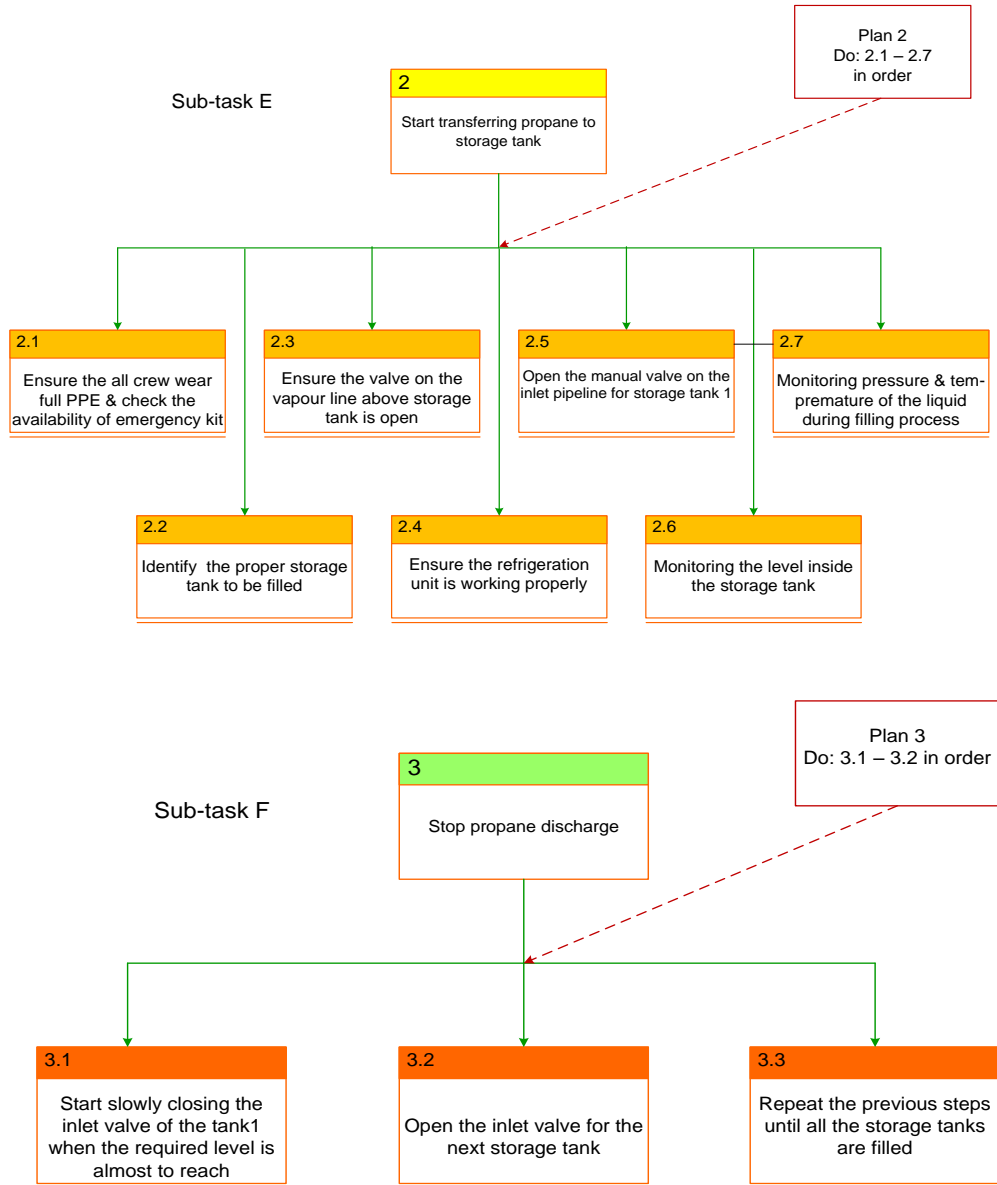 Plan 2
Do: 2.1 – 2.7
in order
Sub-task E
2
Start transferring propane to
storage tank
2.1
Ensure the all crew wear
full PPE & check the
availability of emergency kit
2.3
Ensure the valve on the
vapour line above storage
tank is open
2.5
Open the manual valve on the
inlet pipeline for storage tank 1
2.7
Monitoring pressure & tem-
premature of the liquid
during filling process
2.2
Identify the proper storage
tank to be filled
2.4
Ensure the refrigeration
unit is working properly
2.6
Monitoring the level inside
the storage tank
Plan 3
Do: 3.1 – 3.2 in order
Sub-task F
3
Stop propane discharge
3.1
Start slowly closing the
inlet valve of the tank1
when the required level is
almost to reach
3.2
Open the inlet valve for the
next storage tank
3.3
Repeat the previous steps
until all the storage tanks
are filled